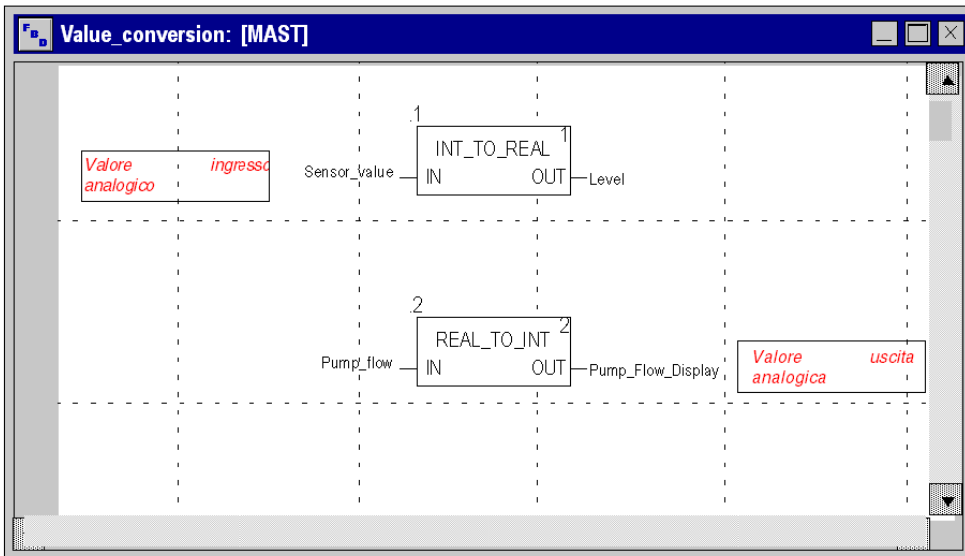 FBD Value_conversion: [MAST]
.1
INT_TO_REAL 1
Valore ingresso
analogico
Sensor_value IN OUT Level
.2
REAL_TO_INT 2
Pump_flow IN OUT Pump_Flow_Display
Valore uscita
analogica